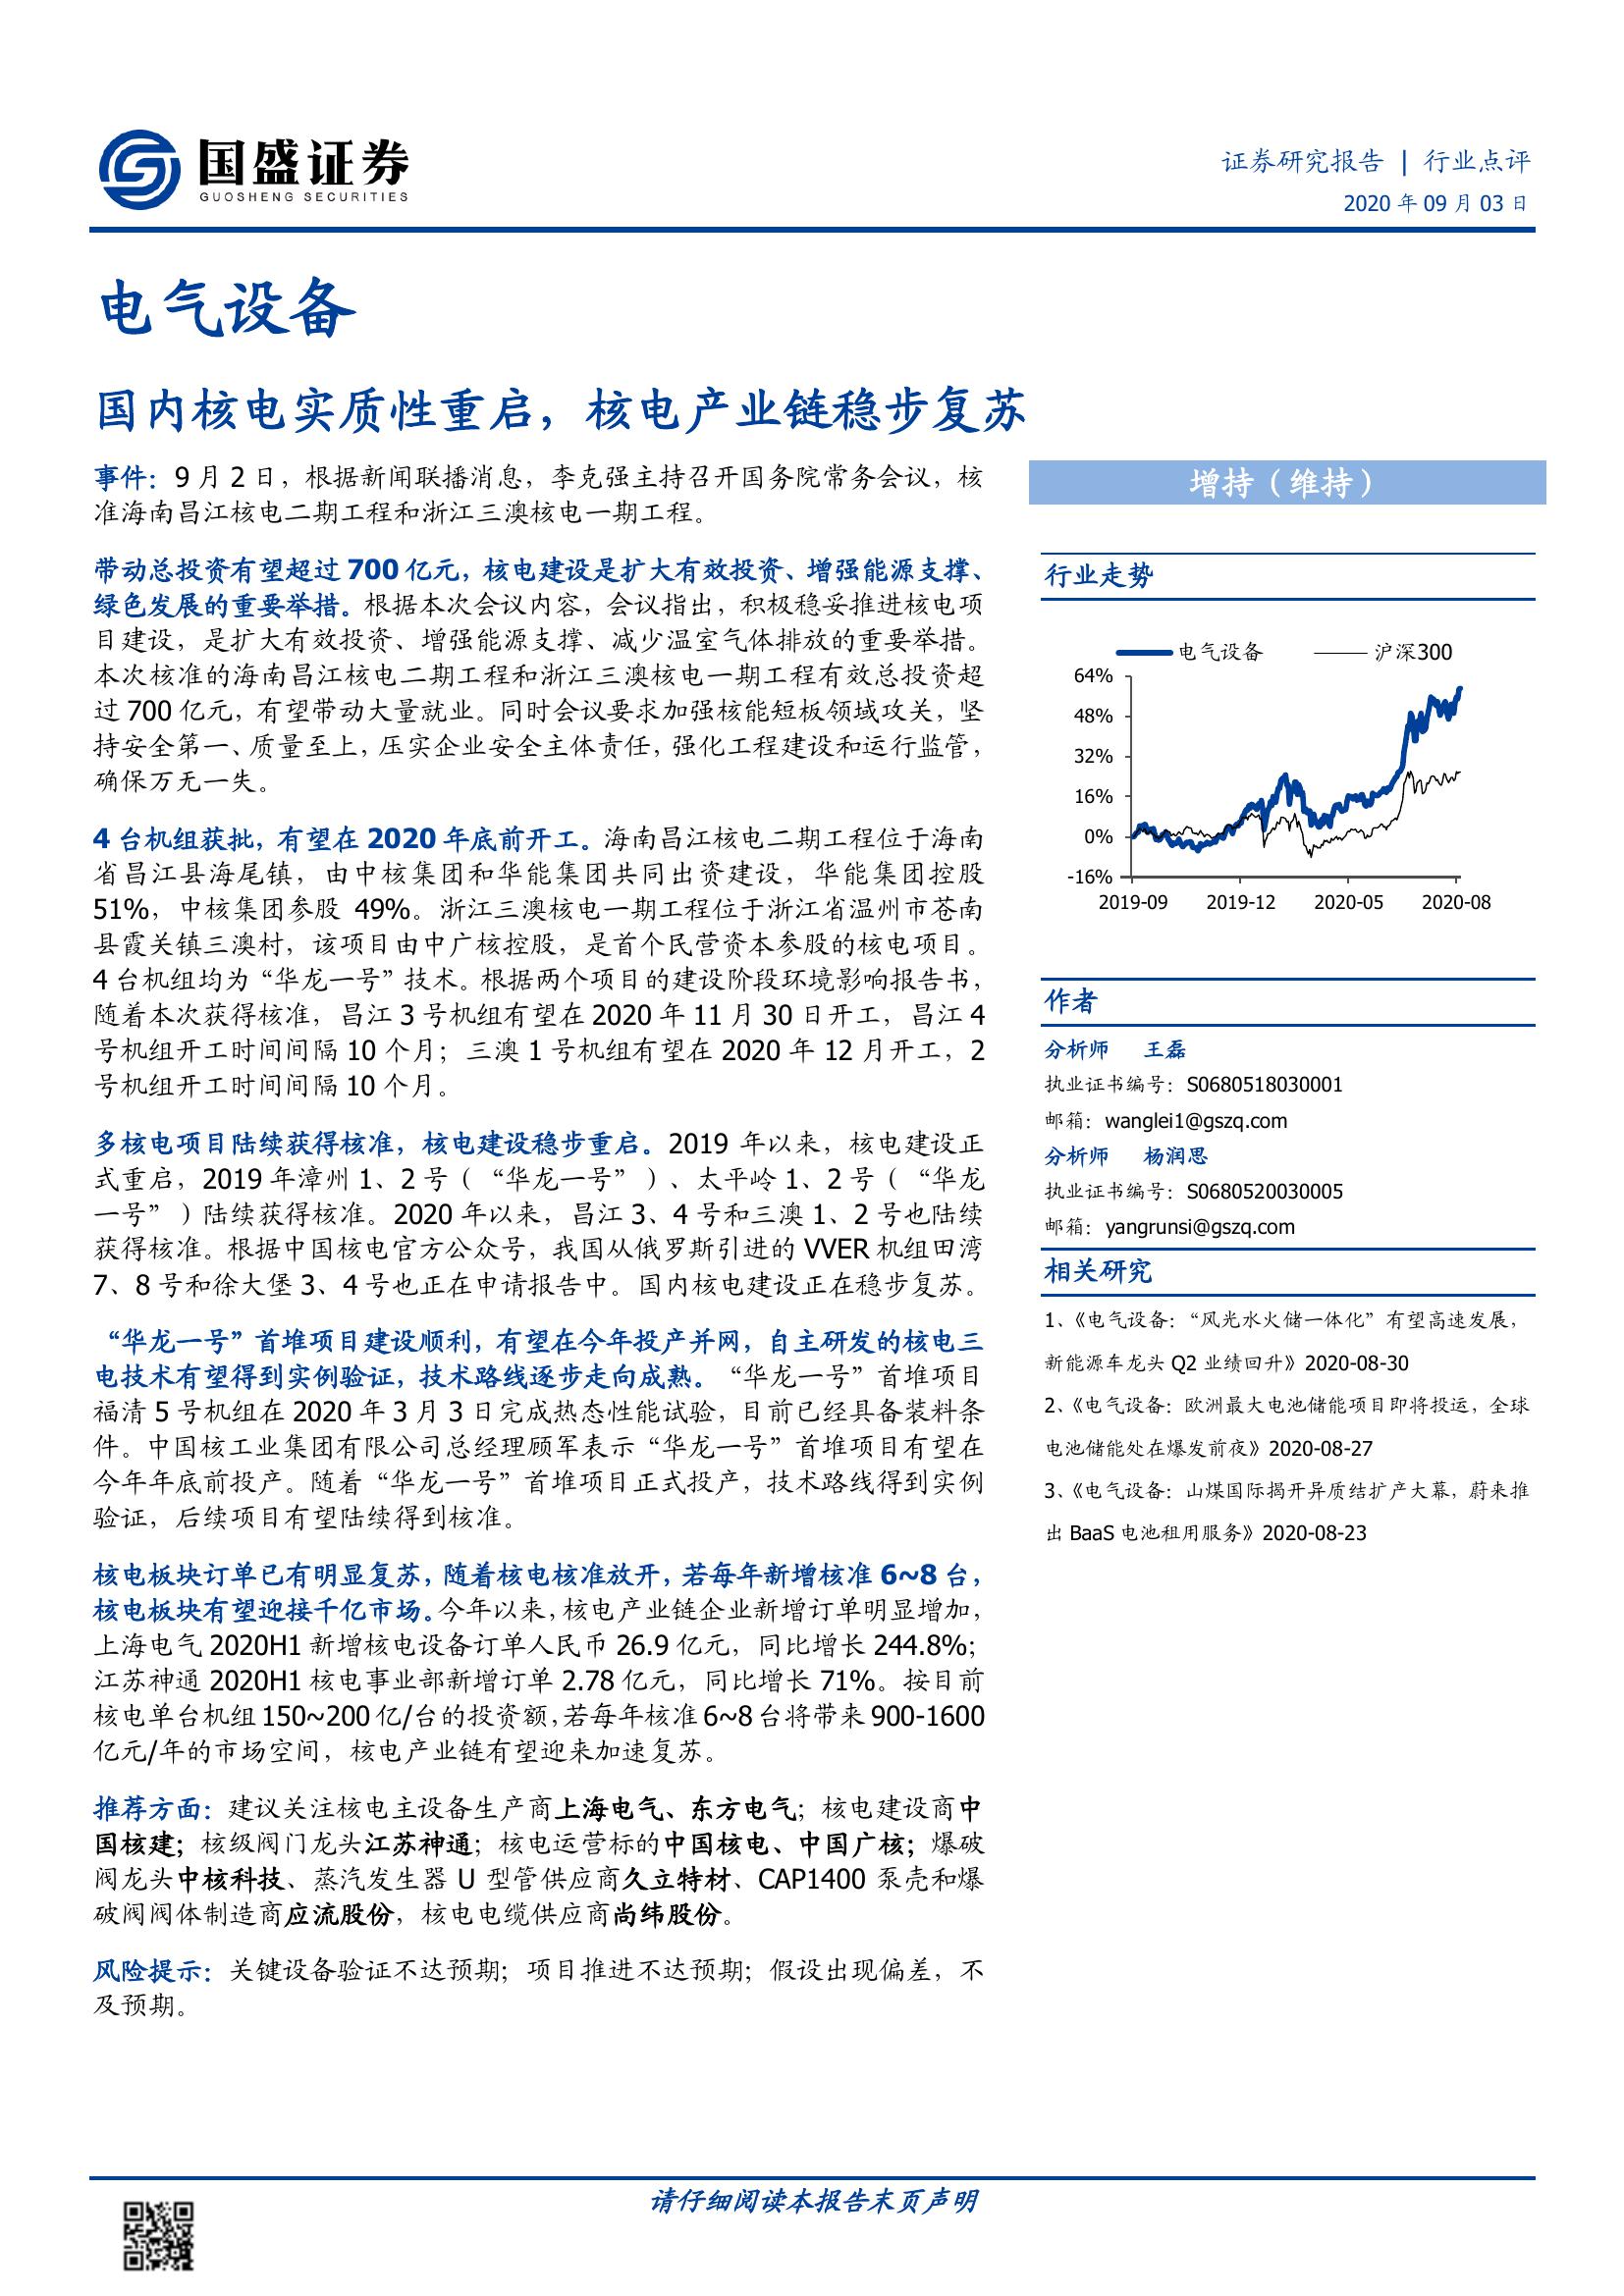 国盛证券
GUOSHENG SECURITIES
证券研究报告 | 行业点评
2020 年 09 月 03 日
电气设备
国内核电实质性重启，核电产业链稳步复苏
事件：9 月 2 日，根据新闻联播消息，李克强主持召开国务院常务会议，核
准海南昌江核电二期工程和浙江三澳核电一期工程。
带动总投资有望超过 700 亿元，核电建设是扩大有效投资、增强能源支撑、
绿色发展的重要举措。根据本次会议内容，会议指出，积极稳妥推进核电项
目建设，是扩大有效投资、增强能源支撑、减少温室气体排放的重要举措。
本次核准的海南昌江核电二期工程和浙江三澳核电一期工程有效总投资超
过 700 亿元，有望带动大量就业。同时会议要求加强核能短板领域攻关，坚
持安全第一、质量至上，压实企业安全主体责任，强化工程建设和运行监管，
确保万无一失。
4 台机组获批，有望在 2020 年底前开工。海南昌江核电二期工程位于海南
省昌江县海尾镇，由中核集团和华能集团共同出资建设，华能集团控股
51%，中核集团参股 49%。浙江三澳核电一期工程位于浙江省温州市苍南
县霞关镇三澳村，该项目由中广核控股，是首个民营资本参股的核电项目。
4 台机组均为“华龙一号”技术。根据两个项目的建设阶段环境影响报告书，
随着本次获得核准，昌江 3 号机组有望在 2020 年 11 月 30 日开工，昌江 4
号机组开工时间间隔 10 个月；三澳 1 号机组有望在 2020 年 12 月开工，2
号机组开工时间间隔 10 个月。
多核电项目陆续获得核准，核电建设稳步重启。2019 年以来，核电建设正
式重启，2019 年漳州 1、2 号（“华龙一号”）、太平岭 1、2 号（“华龙
一号”）陆续获得核准。2020 年以来，昌江 3、4 号和三澳 1、2 号也陆续
获得核准。根据中国核电官方公众号，我国从俄罗斯引进的 VVER 机组田湾
7、8 号和徐大堡 3、4 号也正在申请报告中。国内核电建设正在稳步复苏。
“华龙一号”首堆项目建设顺利，有望在今年投产并网，自主研发的核电三
电技术有望得到实例验证，技术路线逐步走向成熟。“华龙一号”首堆项目
福清 5 号机组在 2020 年 3 月 3 日完成热态性能试验，目前已经具备装料条
件。中国核工业集团有限公司总经理顾军表示“华龙一号”首堆项目有望在
今年年底前投产。随着“华龙一号”首堆项目正式投产，技术路线得到实例
验证，后续项目有望陆续得到核准。
核电板块订单已有明显复苏，随着核电核准放开，若每年新增核准 6~8 台，
核电板块有望迎接千亿市场。今年以来，核电产业链企业新增订单明显增加，
上海电气 2020H1 新增核电设备订单人民币 26.9 亿元，同比增长 244.8%；
江苏神通 2020H1 核电事业部新增订单 2.78 亿元，同比增长 71%。按目前
核电单台机组 150~200 亿/台的投资额，若每年核准 6~8 台将带来 900-1600
亿元/年的市场空间，核电产业链有望迎来加速复苏。
推荐方面：建议关注核电主设备生产商上海电气、东方电气；核电建设商中
国核建；核级阀门龙头江苏神通；核电运营标的中国核电、中国广核；爆破
阀龙头中核科技、蒸汽发生器 U 型管供应商久立特材、CAP1400 泵壳和爆
破阀阀体制造商应流股份，核电电缆供应商尚纬股份。
风险提示：关键设备验证不达预期；项目推进不达预期；假设出现偏差，不
及预期。
增持（维持）
行业走势
电气设备 沪深300
64%
48%
32%
16%
0%
-16%
2019-09 2019-12 2020-05 2020-08
作者
分析师 王磊
执业证书编号：S0680518030001
邮箱：wanglei1@gszq.com
分析师 杨润思
执业证书编号：S0680520030005
邮箱：yangrunsi@gszq.com
相关研究
1、《电气设备：“风光水火储一体化”有望高速发展，
新能源车龙头 Q2 业绩回升》2020-08-30
2、《电气设备：欧洲最大电池储能项目即将投运，全球
电池储能处在爆发前夜》2020-08-27
3、《电气设备：山煤国际揭开异质结扩产大幕，蔚来推
出 BaaS 电池租用服务》2020-08-23
请仔细阅读本报告末页声明